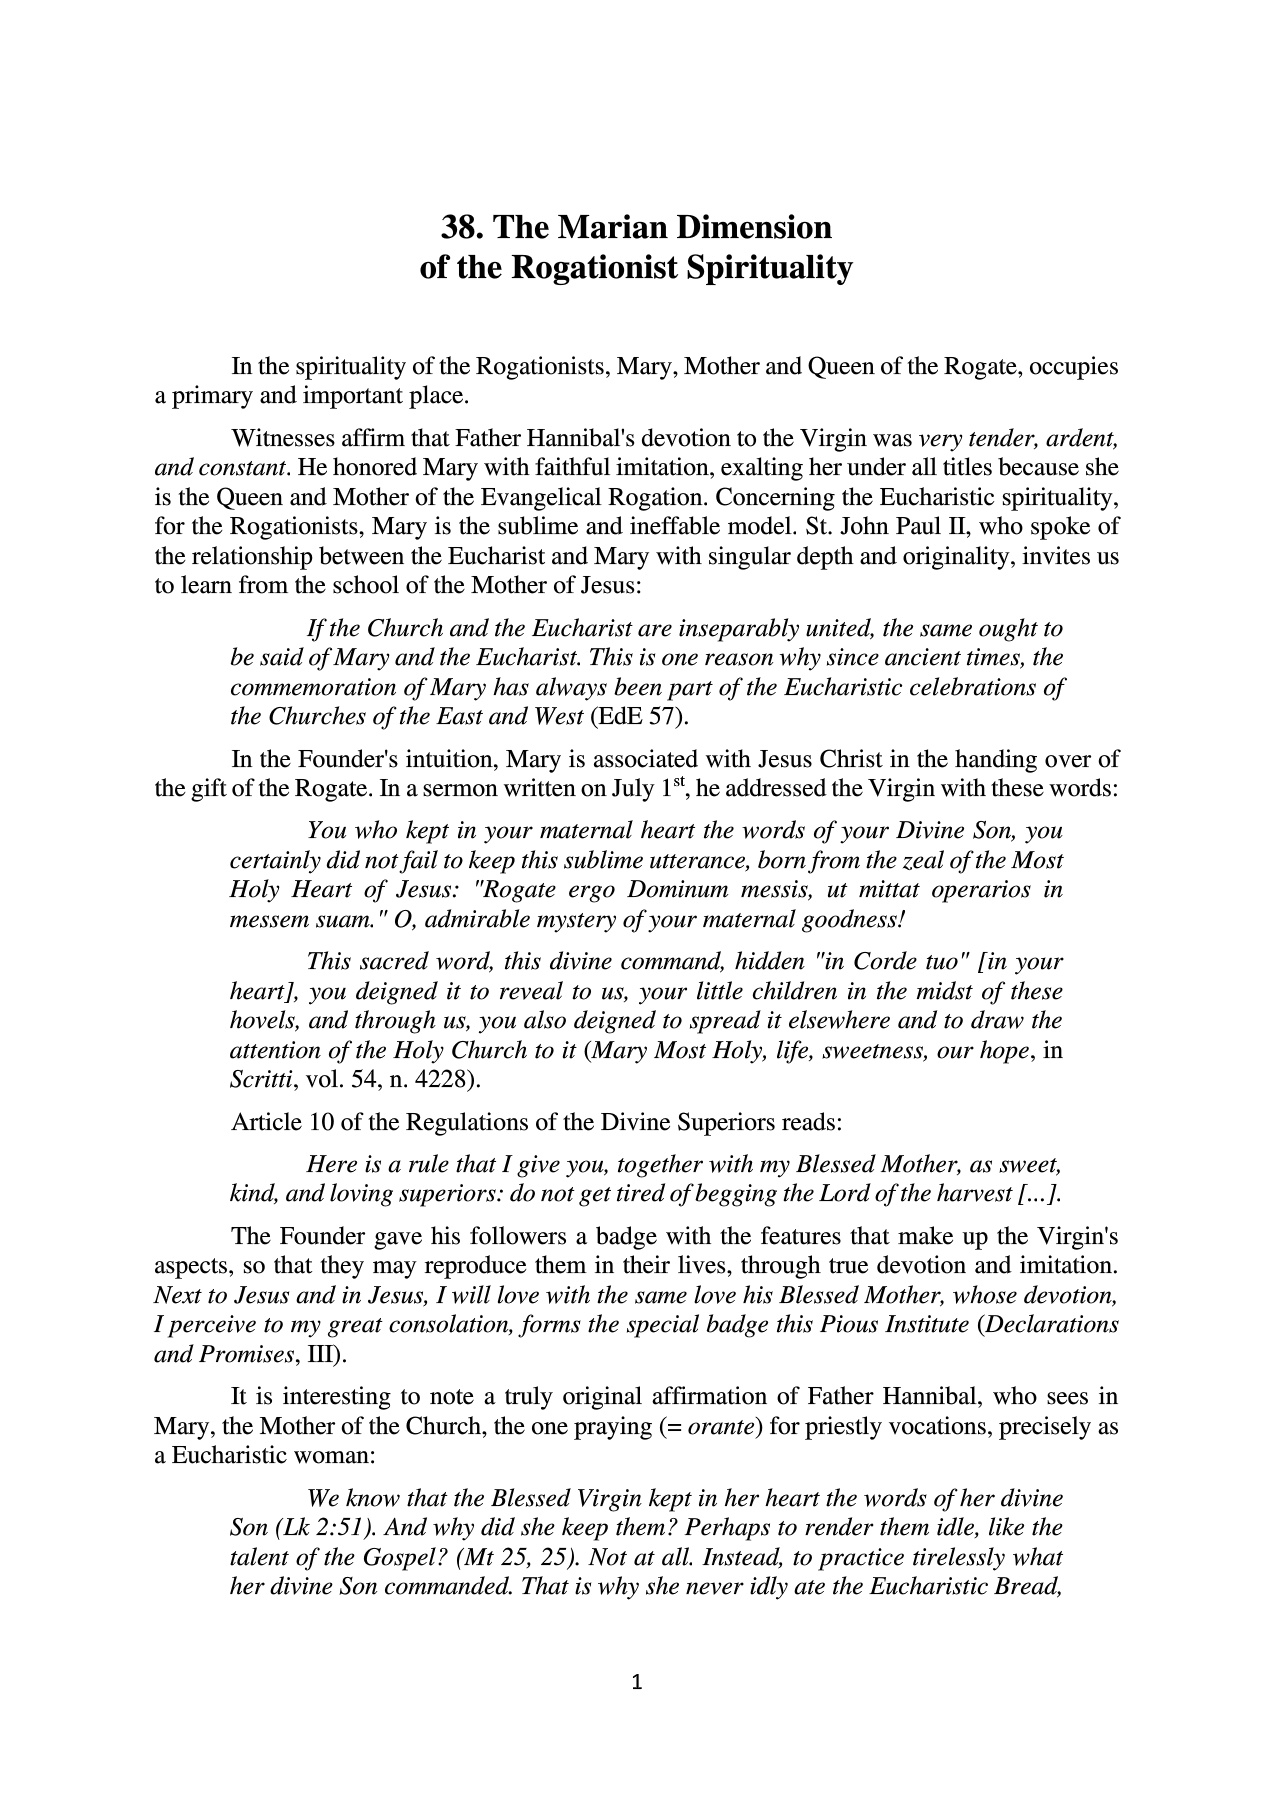 38. The Marian Dimension
of the Rogationist Spirituality
In the spirituality of the Rogationists, Mary, Mother and Queen of the Rogate, occupies
a primary and important place.
Witnesses affirm that Father Hannibal's devotion to the Virgin was very tender, ardent,
and constant. He honored Mary with faithful imitation, exalting her under all titles because she
is the Queen and Mother of the Evangelical Rogation. Concerning the Eucharistic spirituality,
for the Rogationists, Mary is the sublime and ineffable model. St. John Paul II, who spoke of
the relationship between the Eucharist and Mary with singular depth and originality, invites us
to learn from the school of the Mother of Jesus:
If the Church and the Eucharist are inseparably united, the same ought to
be said of Mary and the Eucharist. This is one reason why since ancient times, the
commemoration of Mary has always been part of the Eucharistic celebrations of
the Churches of the East and West (EdE 57).
In the Founder's intuition, Mary is associated with Jesus Christ in the handing over of
the gift of the Rogate. In a sermon written on July 1st, he addressed the Virgin with these words:
You who kept in your maternal heart the words of your Divine Son, you
certainly did not fail to keep this sublime utterance, born from the zeal of the Most
Holy Heart of Jesus: "Rogate ergo Dominum messis, ut mittat operarios in
messem suam." O, admirable mystery of your maternal goodness!
This sacred word, this divine command, hidden "in Corde tuo" [in your
heart], you deigned it to reveal to us, your little children in the midst of these
hovels, and through us, you also deigned to spread it elsewhere and to draw the
attention of the Holy Church to it (Mary Most Holy, life, sweetness, our hope, in
Scritti, vol. 54, n. 4228).
Article 10 of the Regulations of the Divine Superiors reads:
Here is a rule that I give you, together with my Blessed Mother, as sweet,
kind, and loving superiors: do not get tired of begging the Lord of the harvest [...].
The Founder gave his followers a badge with the features that make up the Virgin's
aspects, so that they may reproduce them in their lives, through true devotion and imitation.
Next to Jesus and in Jesus, I will love with the same love his Blessed Mother, whose devotion,
I perceive to my great consolation, forms the special badge this Pious Institute (Declarations
and Promises, III).
It is interesting to note a truly original affirmation of Father Hannibal, who sees in
Mary, the Mother of the Church, the one praying (= orante) for priestly vocations, precisely as
a Eucharistic woman:
We know that the Blessed Virgin kept in her heart the words of her divine
Son (Lk 2:51). And why did she keep them? Perhaps to render them idle, like the
talent of the Gospel? (Mt 25, 25). Not at all. Instead, to practice tirelessly what
her divine Son commanded. That is why she never idly ate the Eucharistic Bread,
1